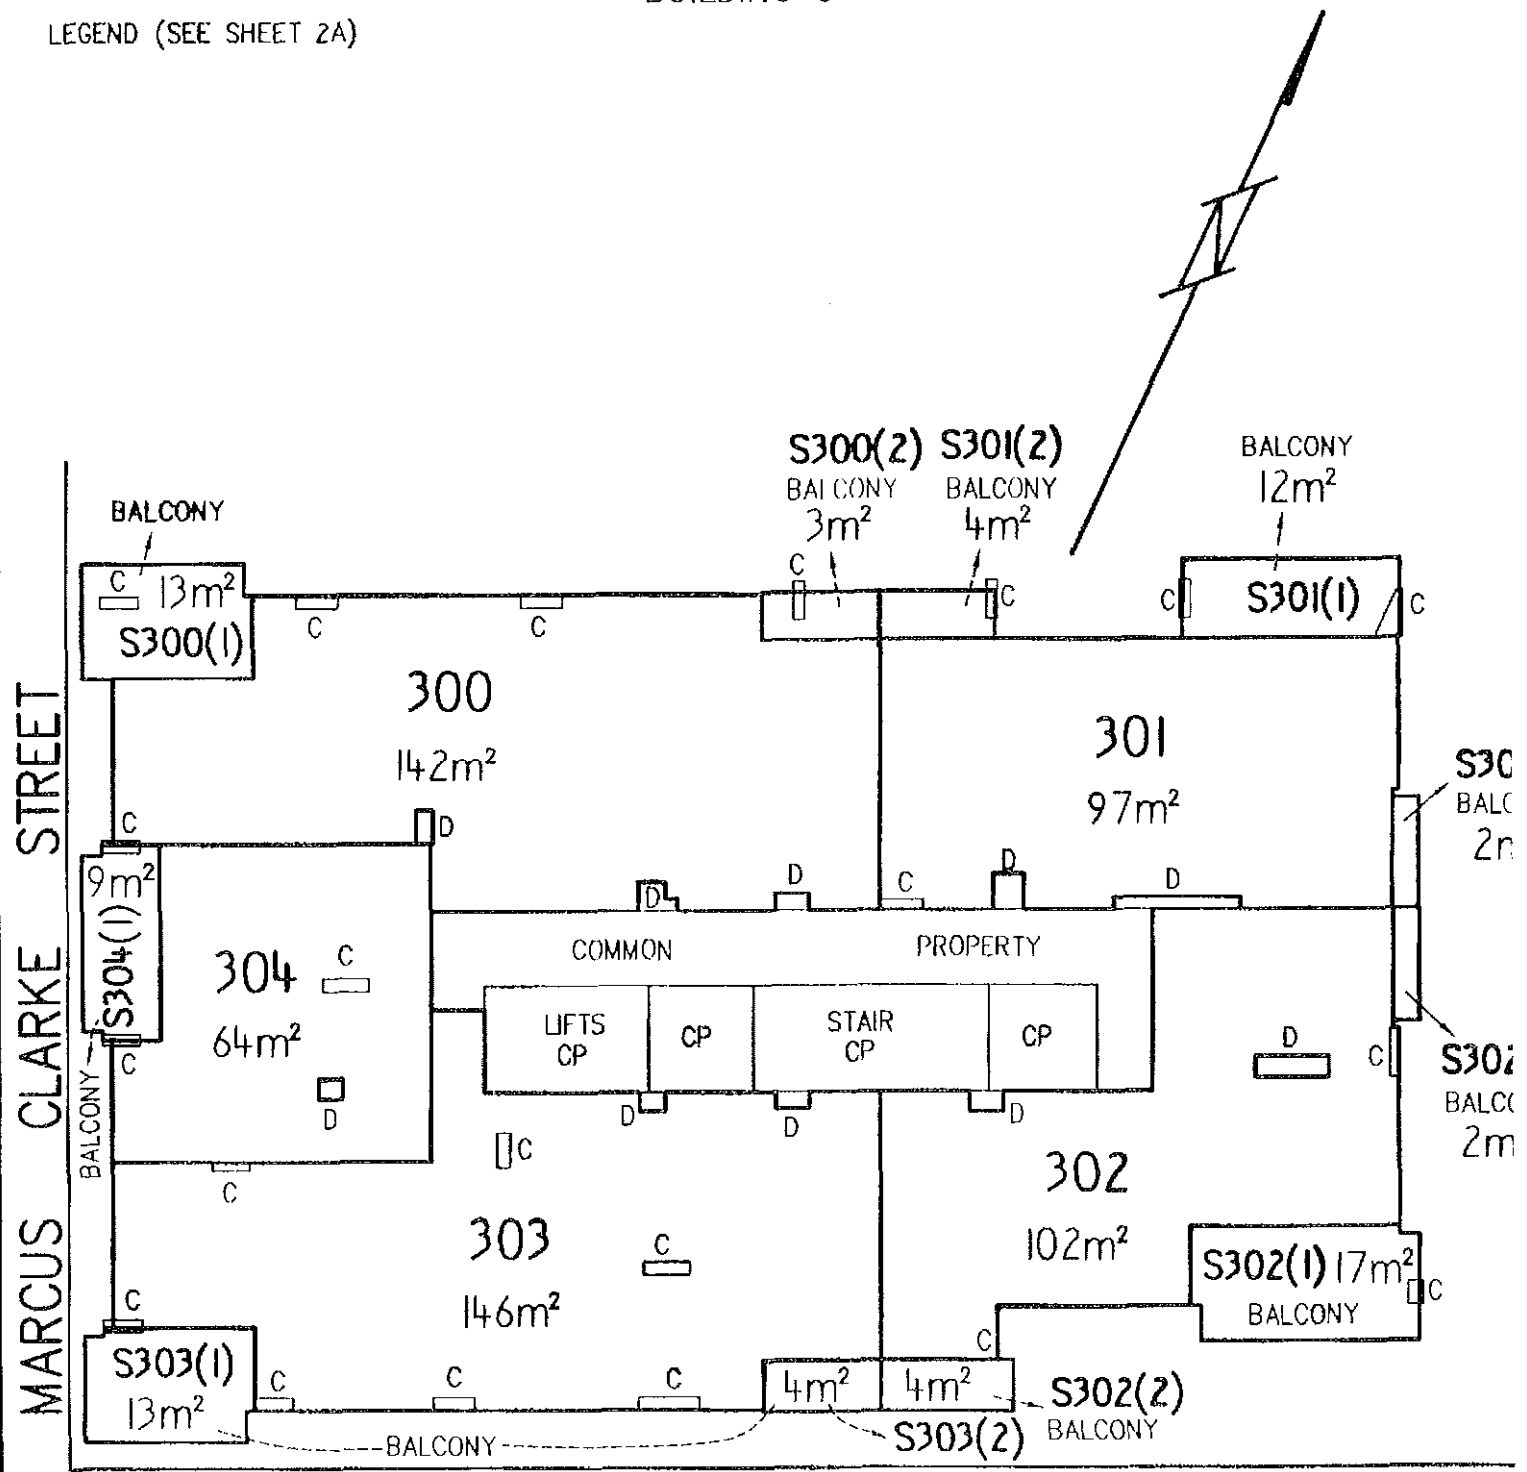 LEGEND (SEE SHEET 2A)
S300(2) S301(2)
BALCONY BALCONY
3m² 4m²
BALCONY
12m²
BALCONY
C 13m²
S300(1)
C
C
C
C
C
S301(1)
C
300
142m²
301
97m²
MARCUS CLARKE STREET
C
D
D
D
C
D
D
2
9m²
S304(1)
BALCONY
C
304
64m²
C
D
COMMON PROPERTY
LIFTS
CP
CP
STAIR
CP
CP
D
D
D
C
D
C
S302
2m
C
303
146m²
C
302
102m²
S302(1) 17m²
BALCONY
C
C
C
S303(1)
13m²
C
C
C
4m²
4m²
C
S302(2)
BALCONY
BALCONY
S303(2)